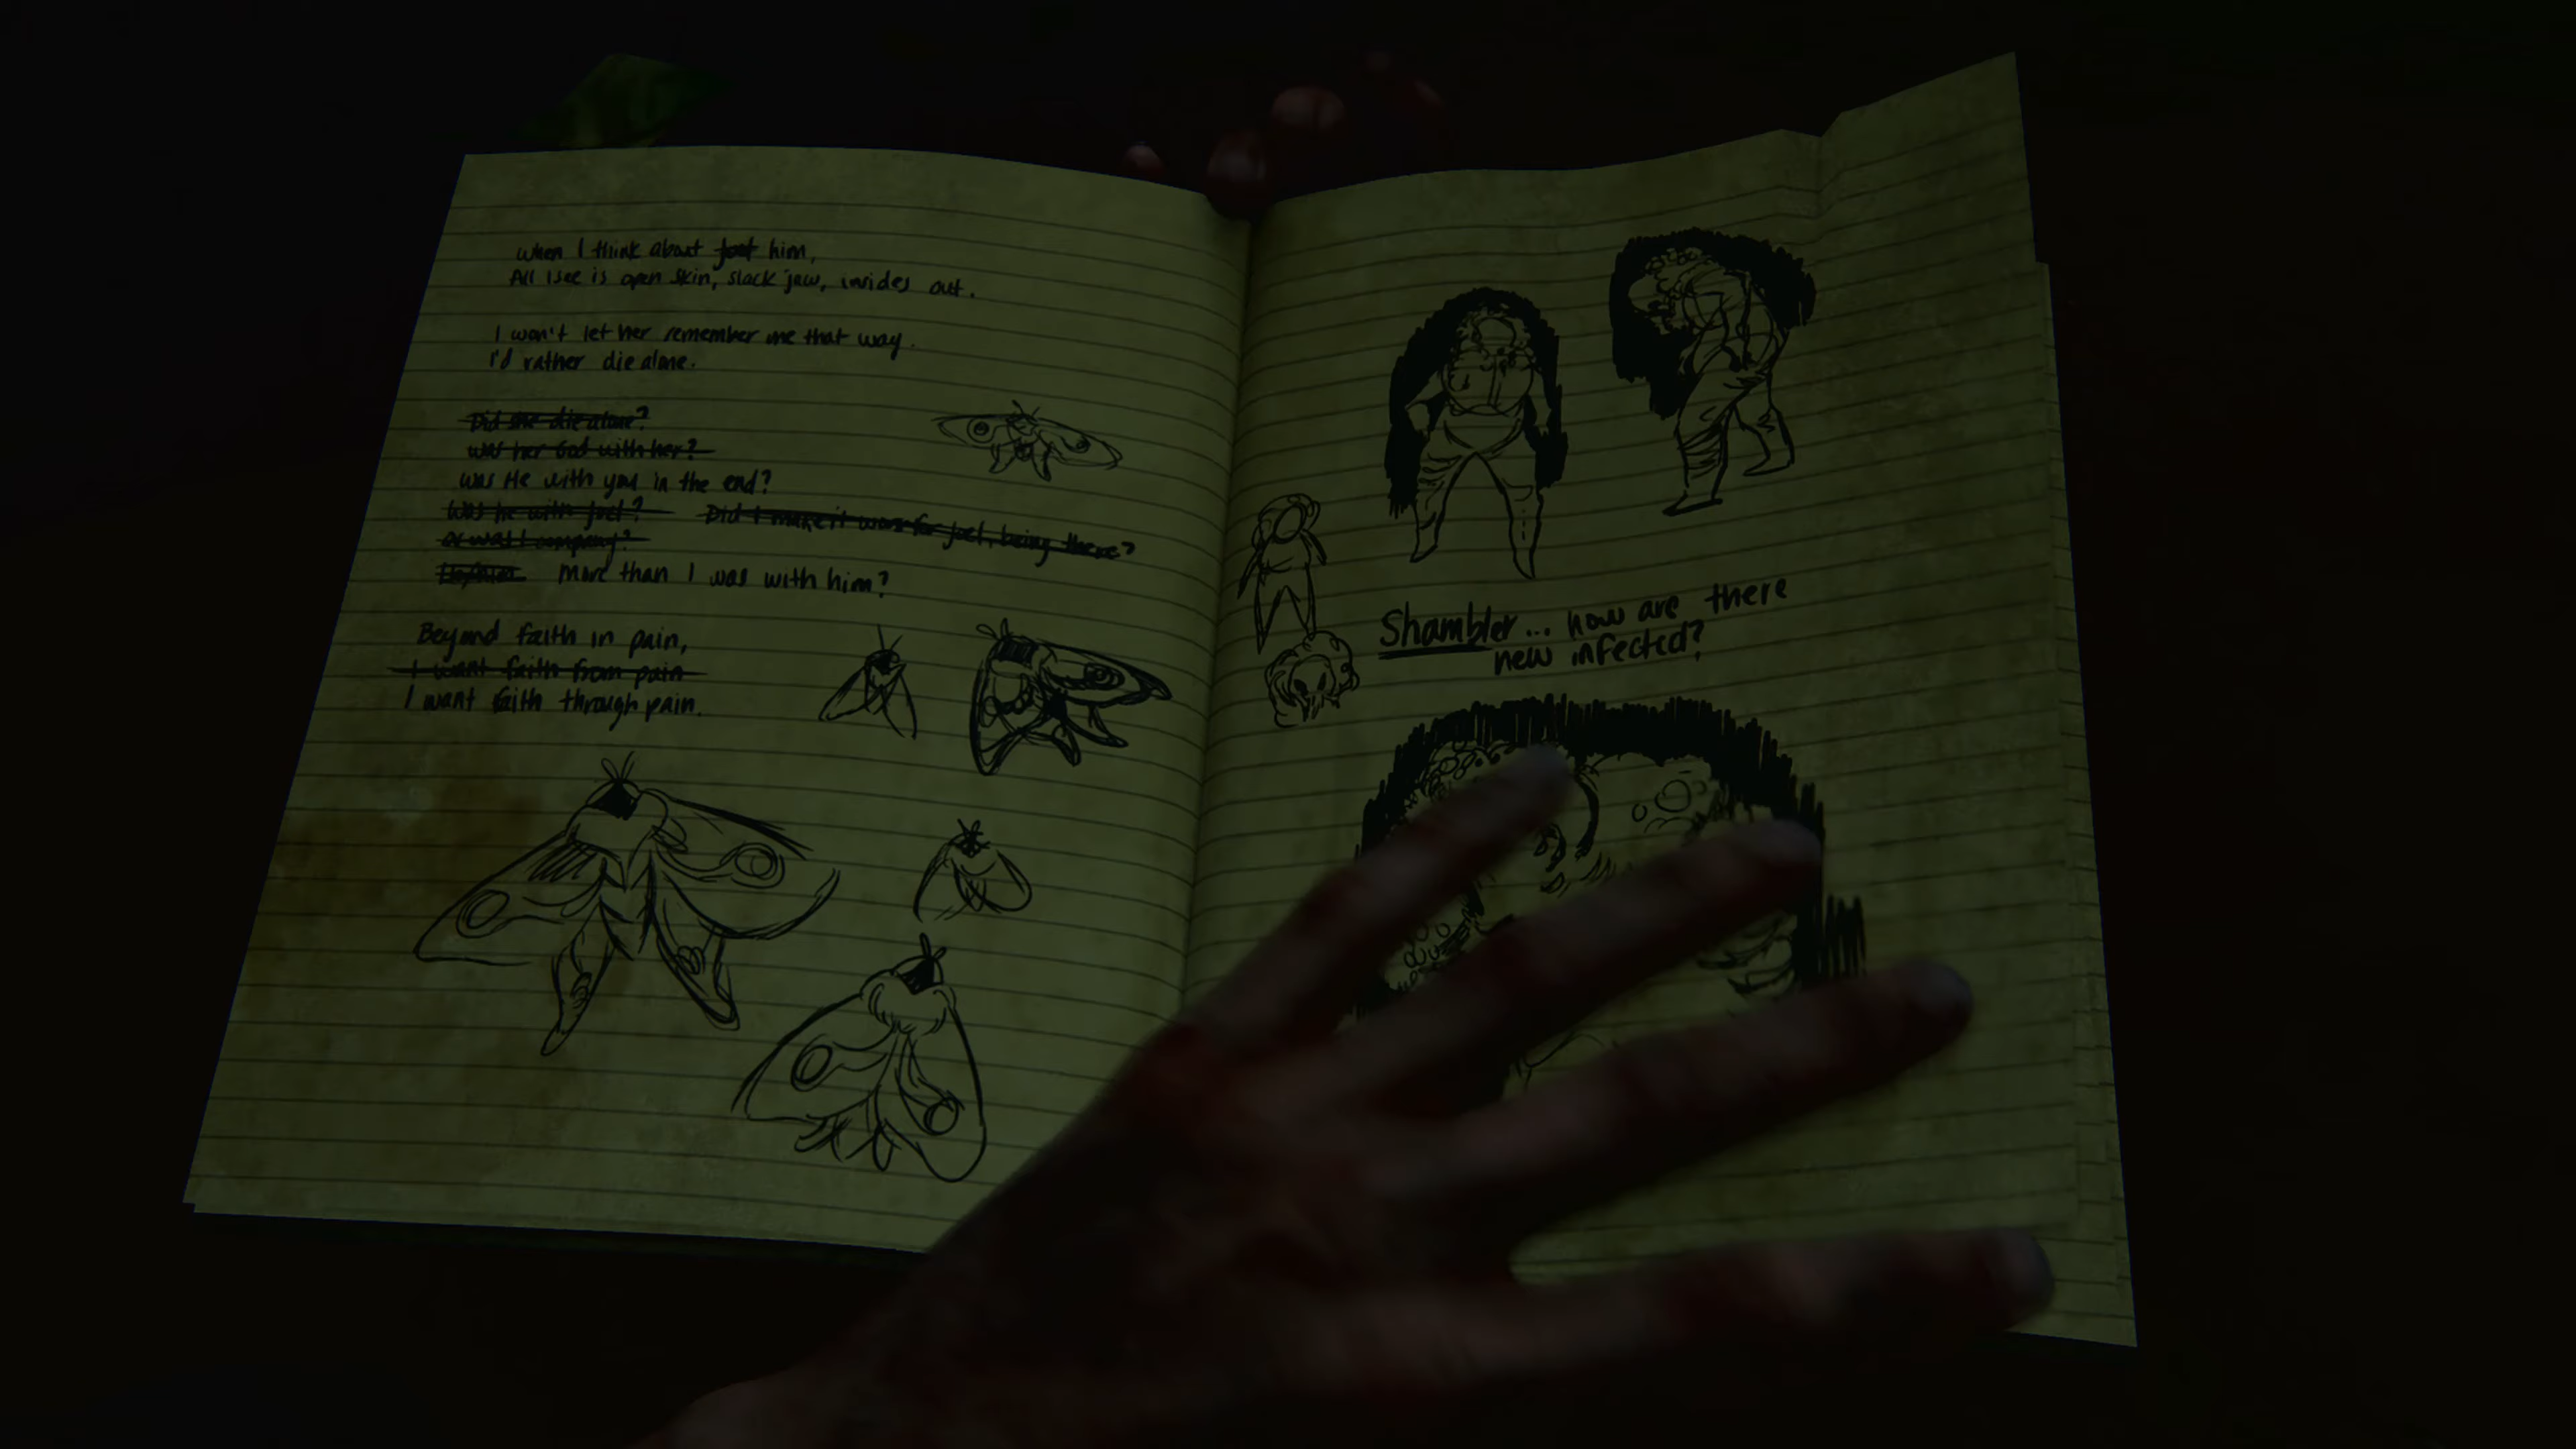 When I think about Joel him,
All I see is open skin, slack jaw, insides out.
I won't let her remember me that way.
I'd rather die alone.
Did she die alone?
Was her God with her?
Was He with you in the end?
Was he with Joel? Did I make it worse for Joel, being there?
or was I company?
More than I was with him?
Beyond faith in pain,
I want faith from pain
I want faith through pain.
Shambler... how are there
new infected?